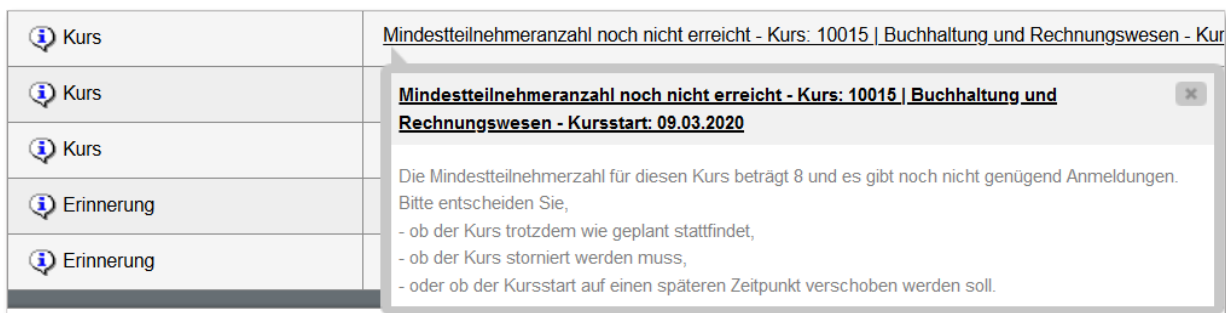 Kurs
Mindestteilnehmeranzahl noch nicht erreicht - Kurs: 10015 | Buchhaltung und Rechnungswesen - Kur
Kurs
Mindestteilnehmeranzahl noch nicht erreicht - Kurs: 10015 | Buchhaltung und
Rechnungswesen - Kursstart: 09.03.2020
Kurs
Die Mindestteilnehmerzahl für diesen Kurs beträgt 8 und es gibt noch nicht genügend Anmeldungen.
Bitte entscheiden Sie,
Erinnerung
- ob der Kurs trotzdem wie geplant stattfindet,
- ob der Kurs storniert werden muss,
Erinnerung
- oder ob der Kursstart auf einen späteren Zeitpunkt verschoben werden soll.